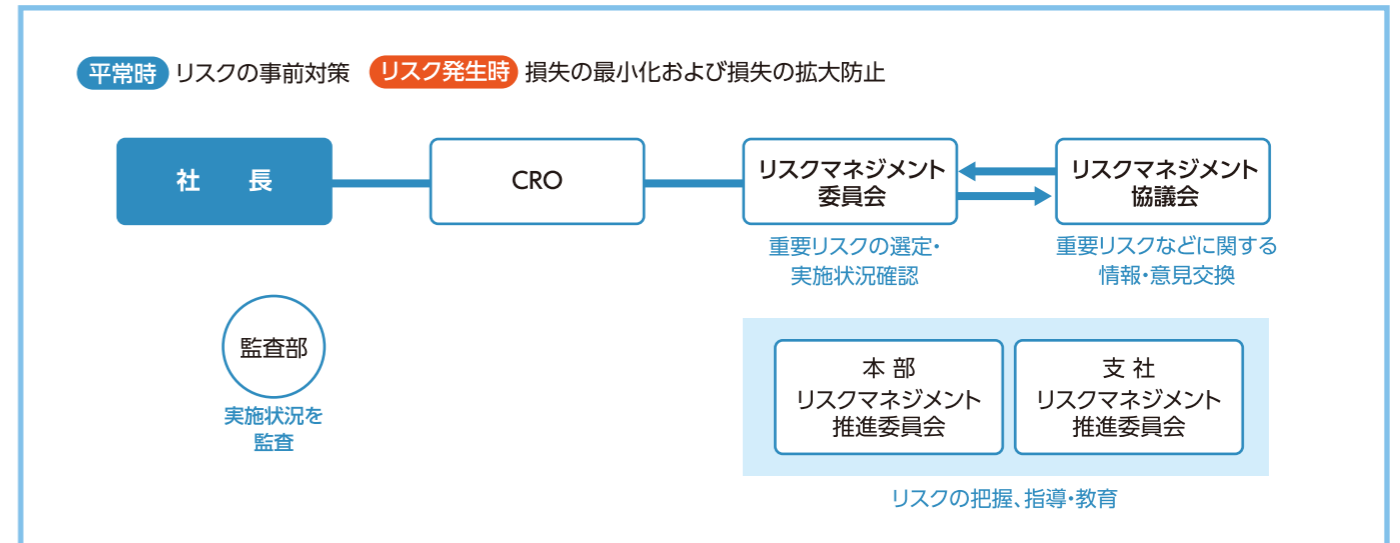 平常時 リスクの事前対策 リスク発生時 損失の最小化および損失の拡大防止
社 長
CRO
リスクマネジメント
委員会
リスクマネジメント
協議会
重要リスクの選定・
実施状況確認
重要リスクなどに関する
情報・意見交換
監査部
実施状況を
監査
本 部
リスクマネジメント
推進委員会
支 社
リスクマネジメント
推進委員会
リスクの把握、指導・教育